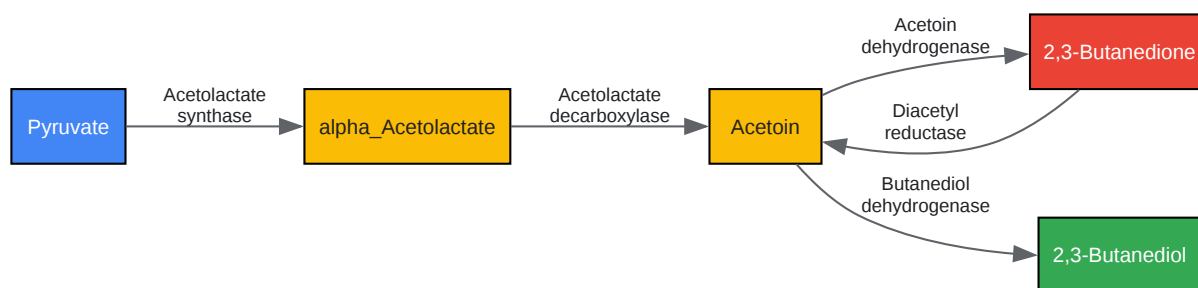 Pyruvate
Acetolactate
synthase
alpha_Acetolactate
Acetolactate
decarboxylase
Acetoin
Acetoin
dehydrogenase
2,3-Butanedione
Diacetyl
reductase
Butanediol
dehydrogenase
2,3-Butanediol